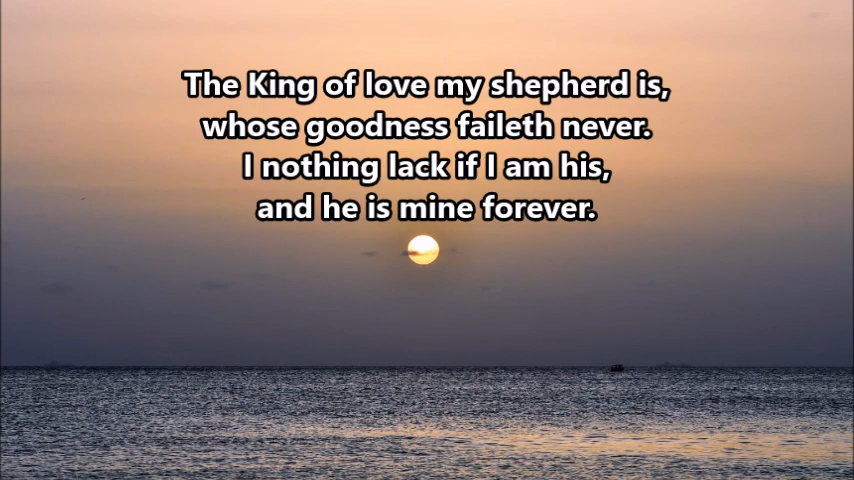 The King of love my shepherd is,
whose goodness faileth never.
I nothing lack if I am his,
and he is mine forever.